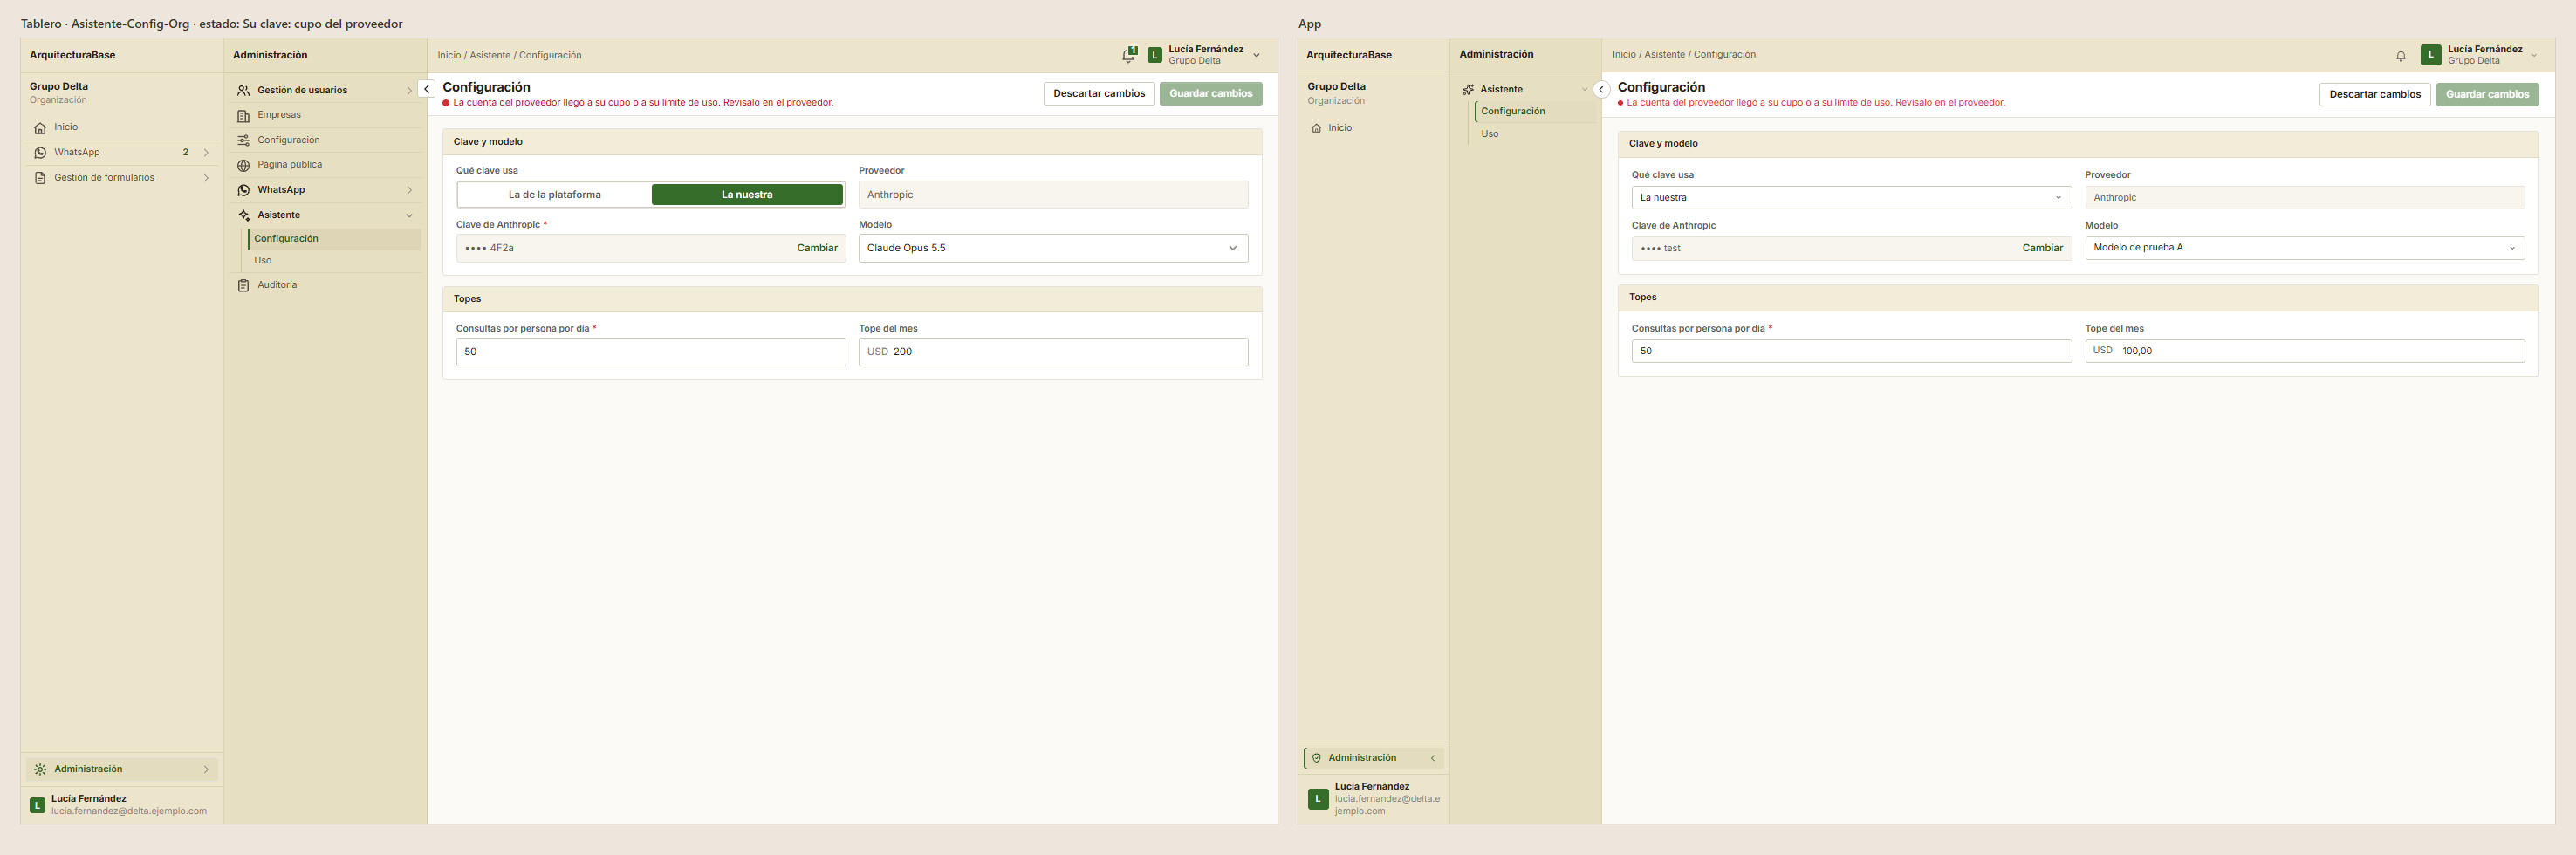 Tablero · Asistente-Config-Org · estado: Su clave: cupo del proveedor
ArquitecturaBase
Grupo Delta
Organización
Inicio
WhatsApp 2
Gestión de formularios
Administración
Lucía Fernández
lucia.fernandez@delta.ejemplo.com
Administración
Gestión de usuarios
Empresas
Configuración
Página pública
WhatsApp
Asistente
Configuración
Uso
Auditoría
Inicio / Asistente / Configuración
1
L
Lucía Fernández
Grupo Delta
Configuración
La cuenta del proveedor llegó a su cupo o a su límite de uso. Revisalo en el proveedor.
Descartar cambios
Guardar cambios
Clave y modelo
Qué clave usa
La de la plataforma
La nuestra
Proveedor
Anthropic
Clave de Anthropic *
•••• 4F2a
Cambiar
Modelo
Claude Opus 5.5
Topes
Consultas por persona por día *
50
Tope del mes
USD 200
L
App
ArquitecturaBase
Grupo Delta
Organización
Inicio
Administración
L
Lucía Fernández
lucia.fernandez@delta.e
jemplo.com
Administración
Asistente
Configuración
Uso
Inicio / Asistente / Configuración
L
Lucía Fernández
Grupo Delta
Configuración
La cuenta del proveedor llegó a su cupo o a su límite de uso. Revisalo en el proveedor.
Descartar cambios
Guardar cambios
Clave y modelo
Qué clave usa
La nuestra
Proveedor
Anthropic
Clave de Anthropic
•••• test
Cambiar
Modelo
Modelo de prueba A
Topes
Consultas por persona por día *
50
Tope del mes
USD 100,00